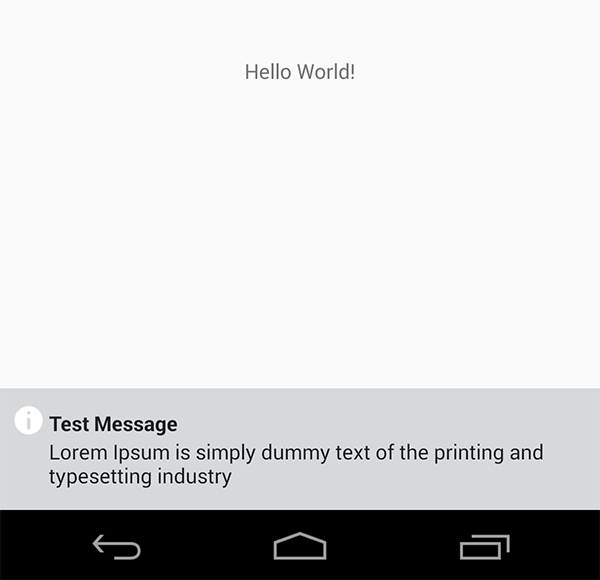 Hello World!
Test Message
Lorem Ipsum is simply dummy text of the printing and
typesetting industry